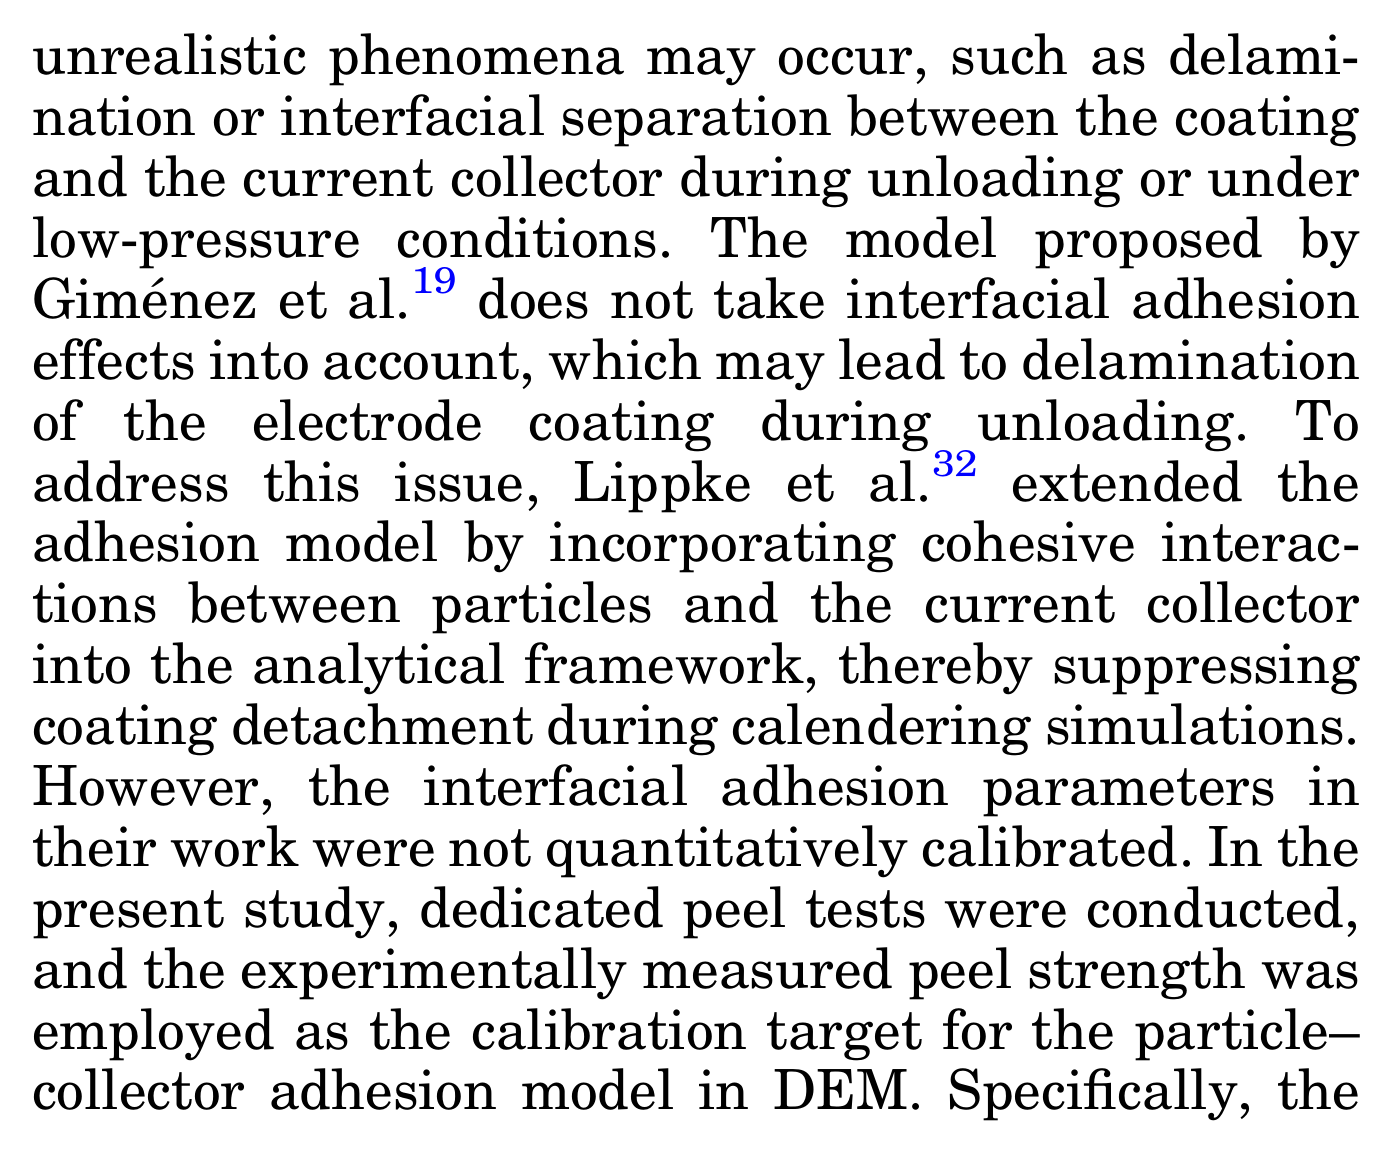 unrealistic phenomena may occur, such as delami-
nation or interfacial separation between the coating
and the current collector during unloading or under
low-pressure conditions. The model proposed by
Giménez et al.19 does not take interfacial adhesion
effects into account, which may lead to delamination
of the electrode coating during unloading. To
address this issue, Lippke et al.32 extended the
adhesion model by incorporating cohesive interac-
tions between particles and the current collector
into the analytical framework, thereby suppressing
coating detachment during calendering simulations.
However, the interfacial adhesion parameters in
their work were not quantitatively calibrated. In the
present study, dedicated peel tests were conducted,
and the experimentally measured peel strength was
employed as the calibration target for the particle–
collector adhesion model in DEM. Specifically, the